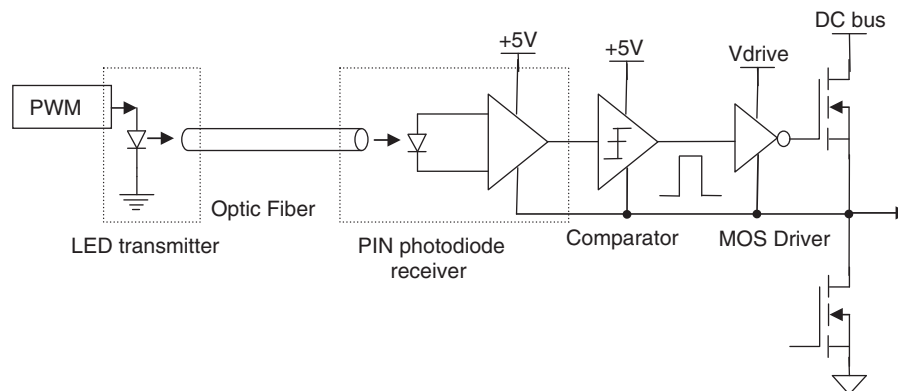 DC bus
+5V
+5V
Vdrive
PWM
Optic Fiber
LED transmitter
PIN photodiode
receiver
Comparator
MOS Driver